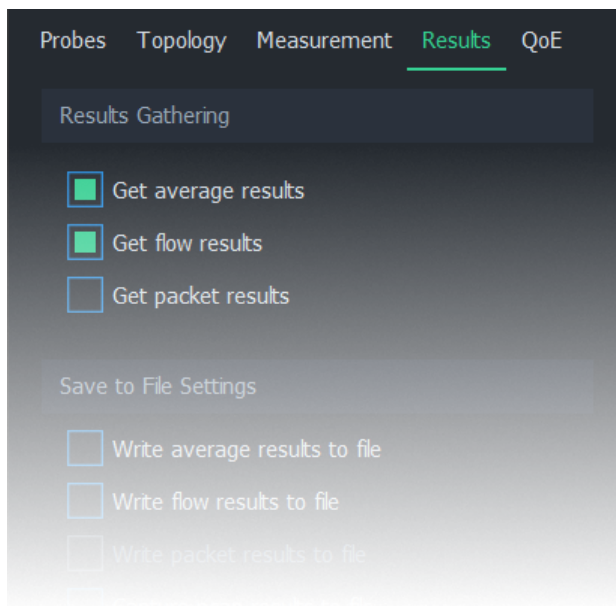 Probes Topology Measurement Results QoE
Results Gathering
Get average results
Get flow results
Get packet results
Save to File Settings
Write average results to file
Write flow results to file
Write packet results to file